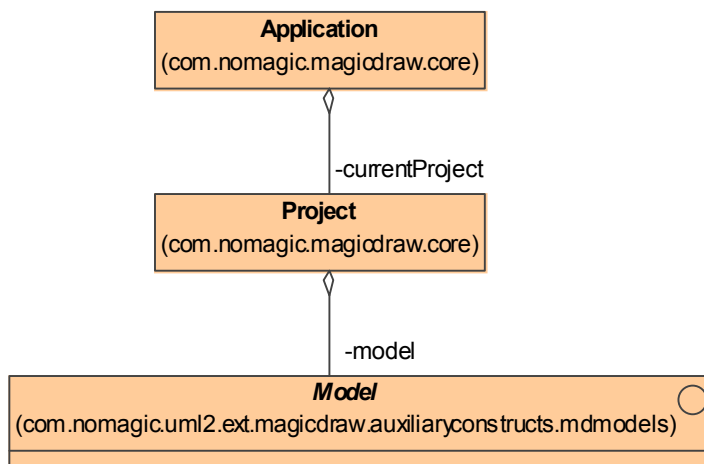 Application
(com.nomagic.magicdraw.core)
-currentProject
Project
(com.nomagic.magicdraw.core)
-model
Model
(com.nomagic.uml2.ext.magicdraw.auxiliaryconstructs.mdmodels)